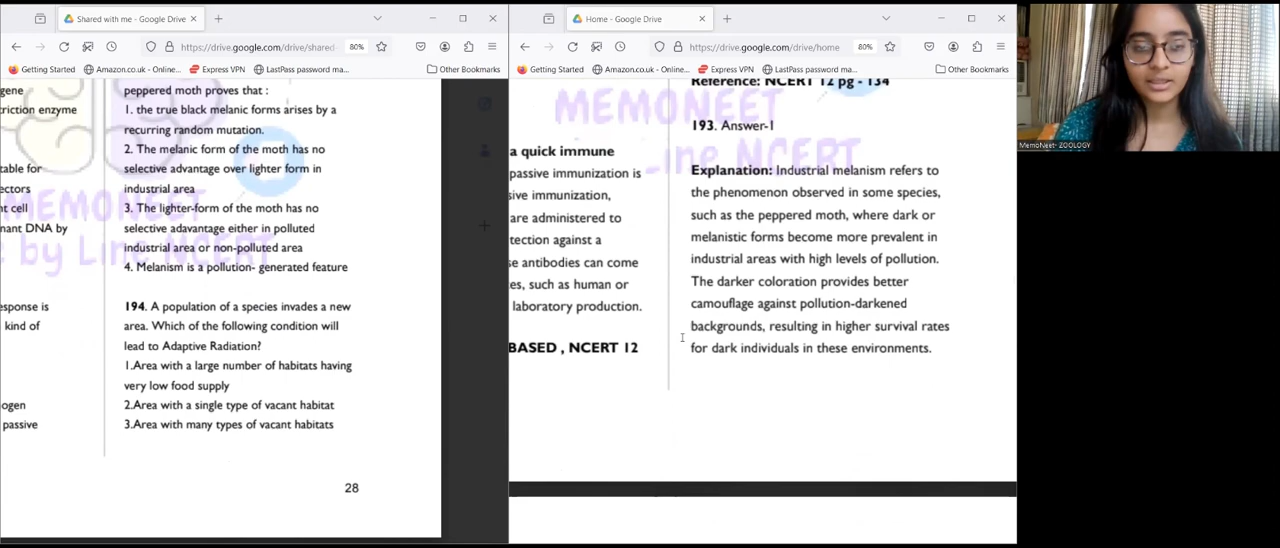 Shared with me - Google Drive
https://drive.google.com/drive/shared-
80%
Getting Started
Amazon.co.uk - Online...
Express VPN
LastPass password ma...
Other Bookmarks
gene
triction enzyme
table for
ectors
nt cell
nant DNA by
esponse is
kind of
ogen
passive
peppered moth proves that :
1. the true black melanic forms arises by a
recurring random mutation.
2. The melanic form of the moth has no
selective advantage over lighter form in
industrial area
3. The lighter-form of the moth has no
selective adavantage either in polluted
industrial area or non-polluted area
4. Melanism is a pollution- generated feature
194. A population of a species invades a new
area. Which of the following condition will
lead to Adaptive Radiation?
1.Area with a large number of habitats having
very low food supply
2.Area with a single type of vacant habitat
3.Area with many types of vacant habitats
28
MEMONEET
e by Line NCERT
Home - Google Drive
https://drive.google.com/drive/home
80%
Getting Started
Amazon.co.uk - Online...
Express VPN
LastPass password ma...
Other Bookmarks
MEMONEET
-ine NCERT
a quick immune
passive immunization is
sive immunization,
are administered to
tection against a
se antibodies can come
es, such as human or
laboratory production.
BASED , NCERT 12
Reference: NCERT 12 pg - 134
193. Answer-1
Explanation: Industrial melanism refers to
the phenomenon observed in some species,
such as the peppered moth, where dark or
melanistic forms become more prevalent in
industrial areas with high levels of pollution.
The darker coloration provides better
camouflage against pollution-darkened
backgrounds, resulting in higher survival rates
for dark individuals in these environments.
MemoNeet- ZOOLOGY